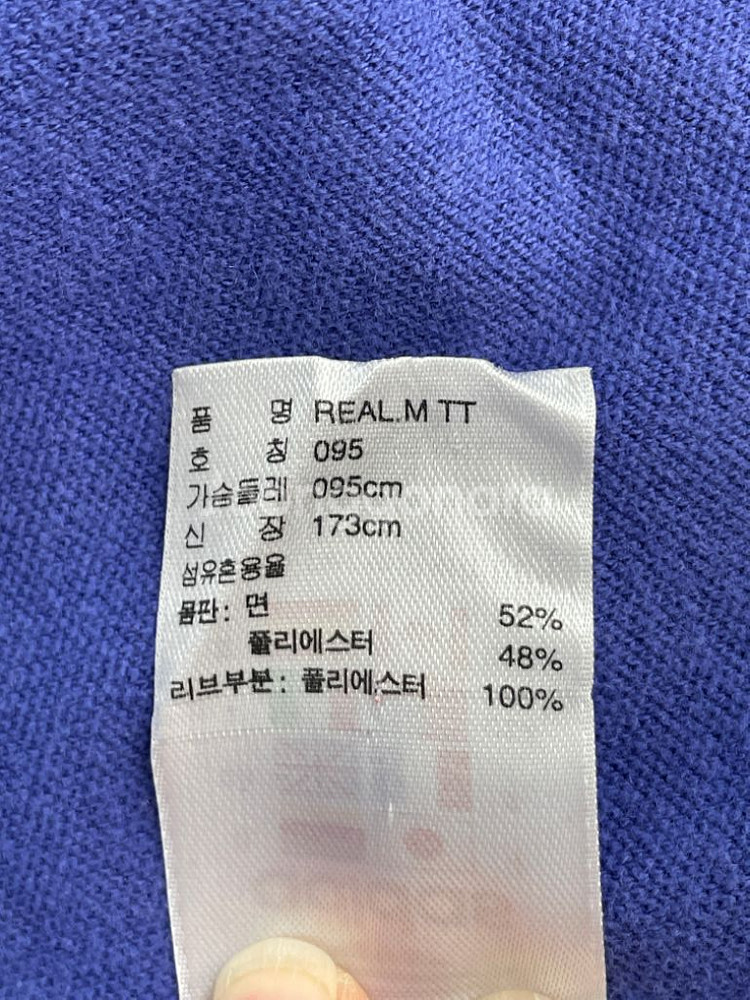 품 명 REAL.M TT
호 칭 095
가슴둘레 095cm
신 장 173cm
섬유혼용율
몸판: 면 52%
폴리에스터 48%
리브부분: 폴리에스터 100%